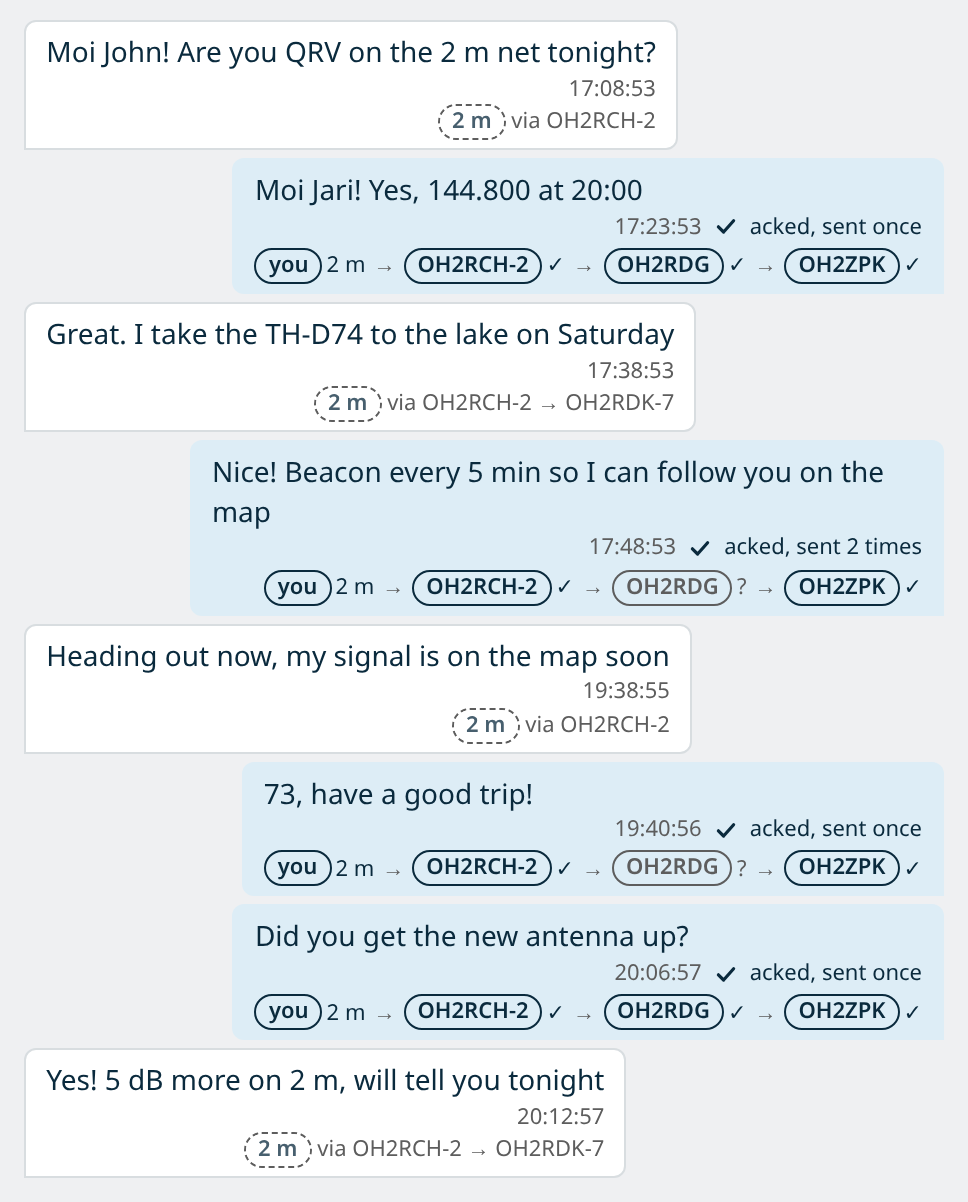 Moi John! Are you QRV on the 2 m net tonight?
17:08:53
2 m via OH2RCH-2
Moi Jari! Yes, 144.800 at 20:00
17:23:53 ✓ acked, sent once
you 2 m → OH2RCH-2 ✓ → OH2RDG ✓ → OH2ZPK ✓
Great. I take the TH-D74 to the lake on Saturday
17:38:53
2 m via OH2RCH-2 → OH2RDK-7
Nice! Beacon every 5 min so I can follow you on the
map
17:48:53 ✓ acked, sent 2 times
you 2 m → OH2RCH-2 ✓ → OH2RDG ? → OH2ZPK ✓
Heading out now, my signal is on the map soon
19:38:55
2 m via OH2RCH-2
73, have a good trip!
19:40:56 ✓ acked, sent once
you 2 m → OH2RCH-2 ✓ → OH2RDG ? → OH2ZPK ✓
Did you get the new antenna up?
20:06:57 ✓ acked, sent once
you 2 m → OH2RCH-2 ✓ → OH2RDG ✓ → OH2ZPK ✓
Yes! 5 dB more on 2 m, will tell you tonight
20:12:57
2 m via OH2RCH-2 → OH2RDK-7